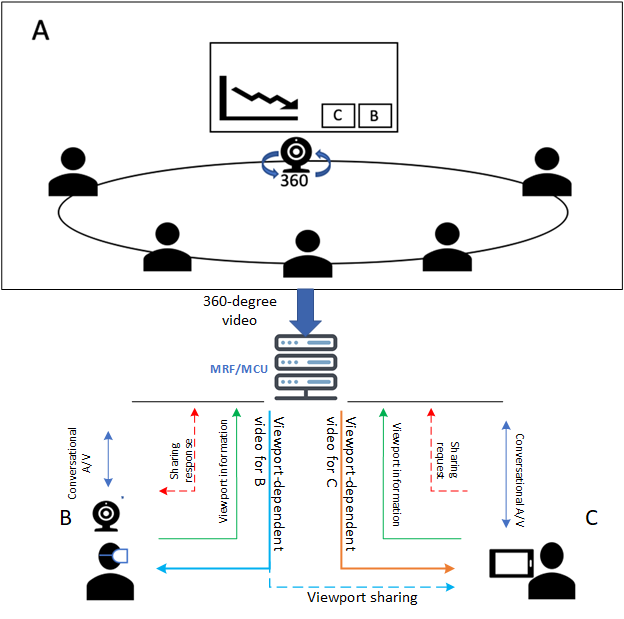 A
C
B
360
360-degree
video
MRF/MCU
Conversational
A/V
Sharing
response
Viewport information
Viewport-dependent
video for B
Viewport-dependent
video for C
Viewport information
Sharing
request
Conversational A/V
B
C
Viewport sharing